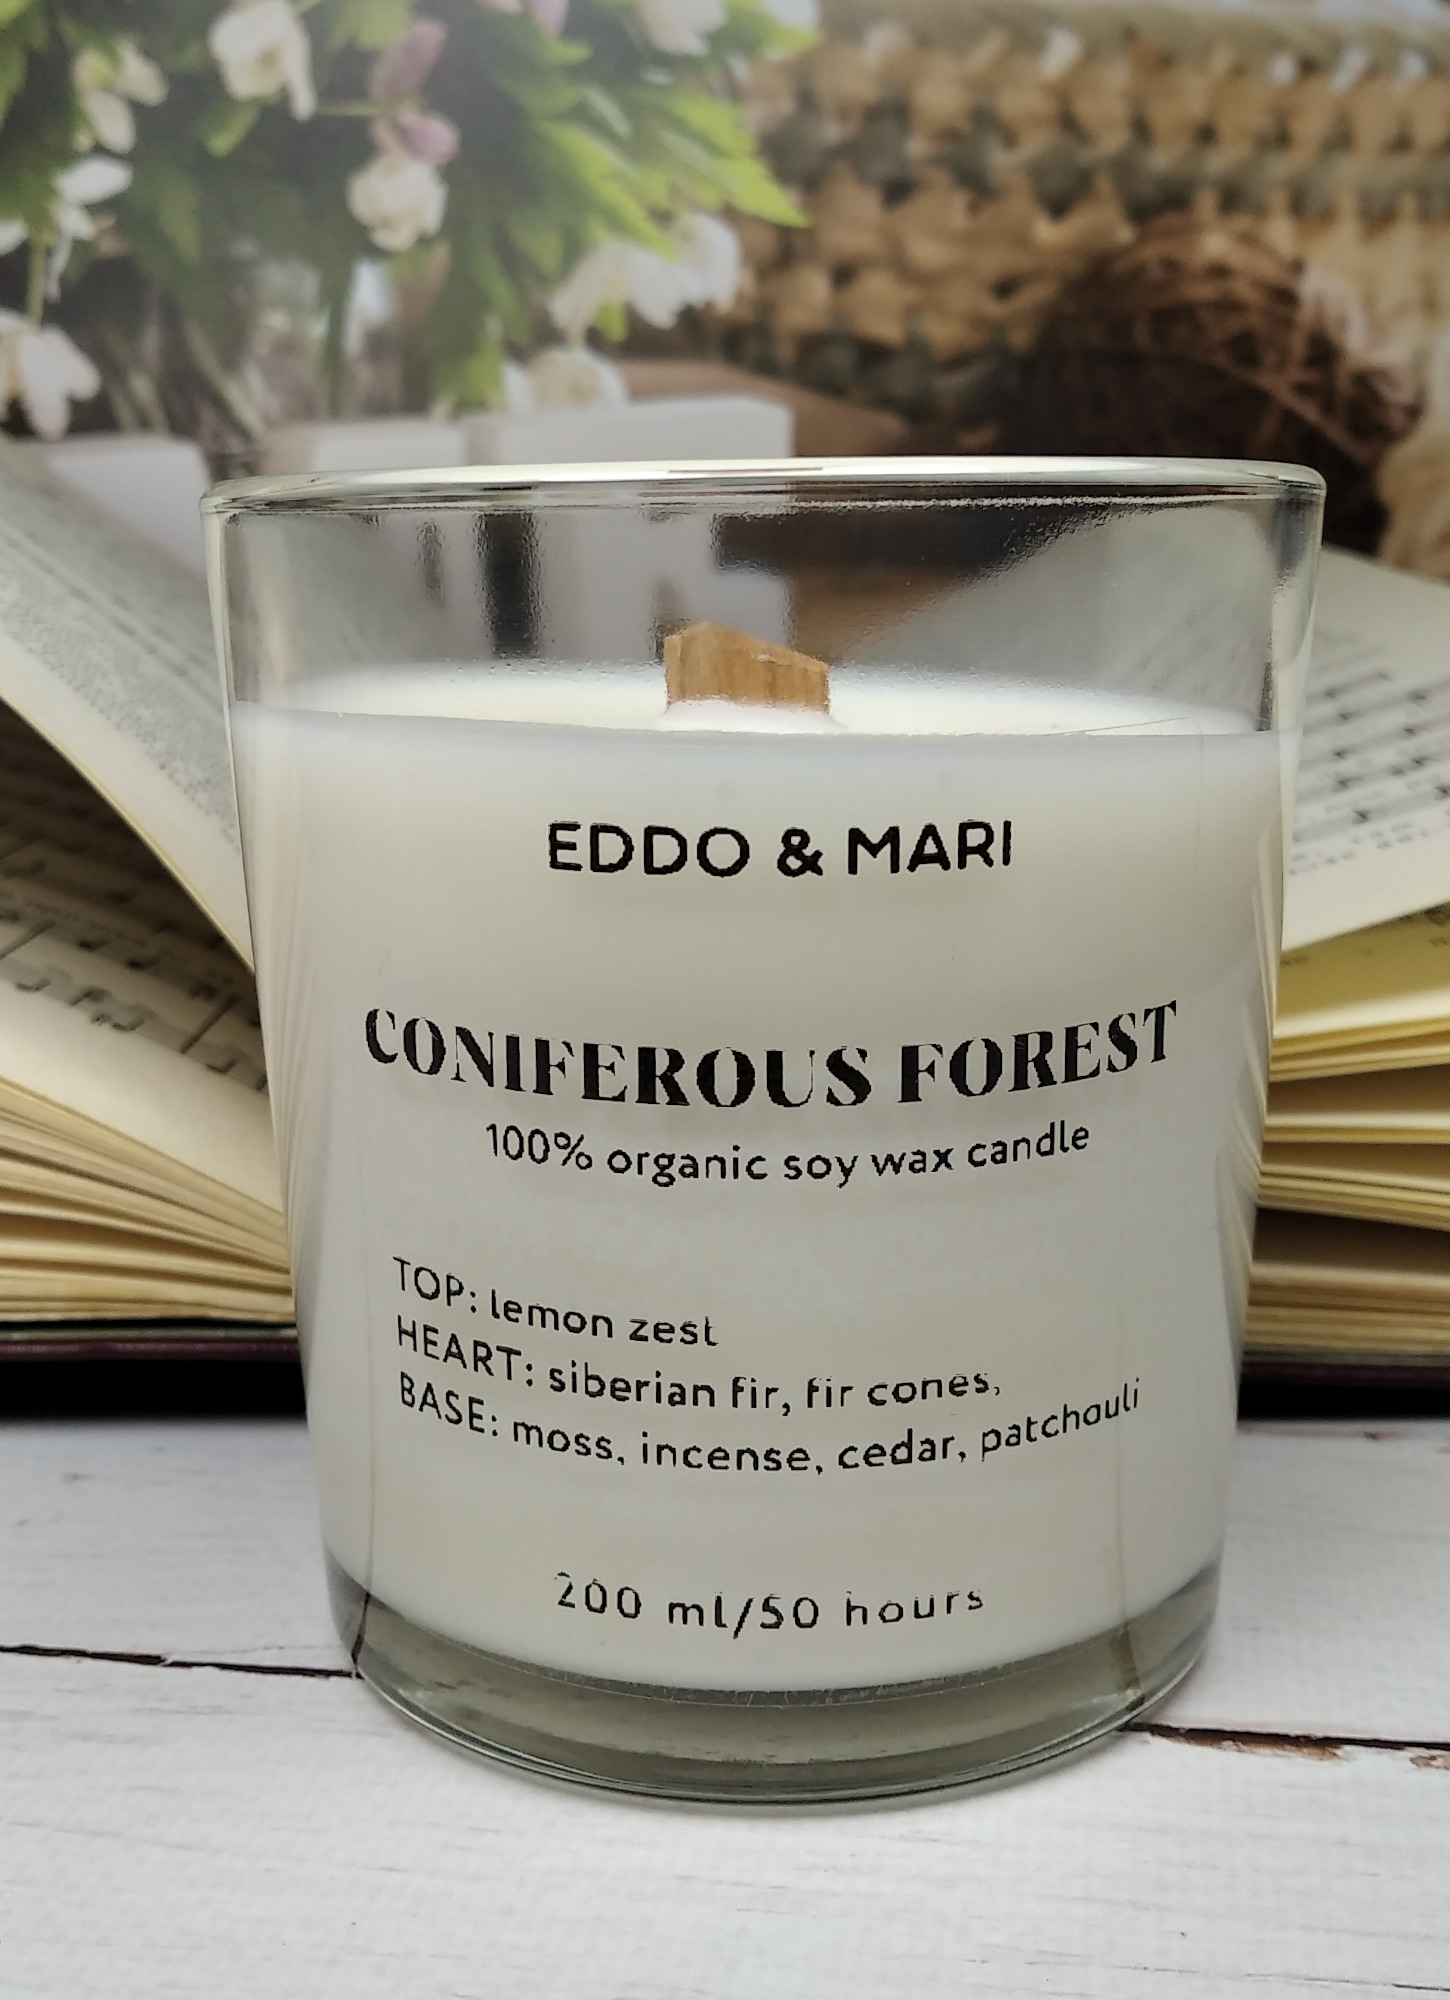 EDDO & MARI
CONIFEROUS FOREST
100% organic soy wax candle
TOP: lemon zest
HEART: siberian fir, fir cones,
BASE: moss, incense, cedar, patchouli
200 ml/50 hours